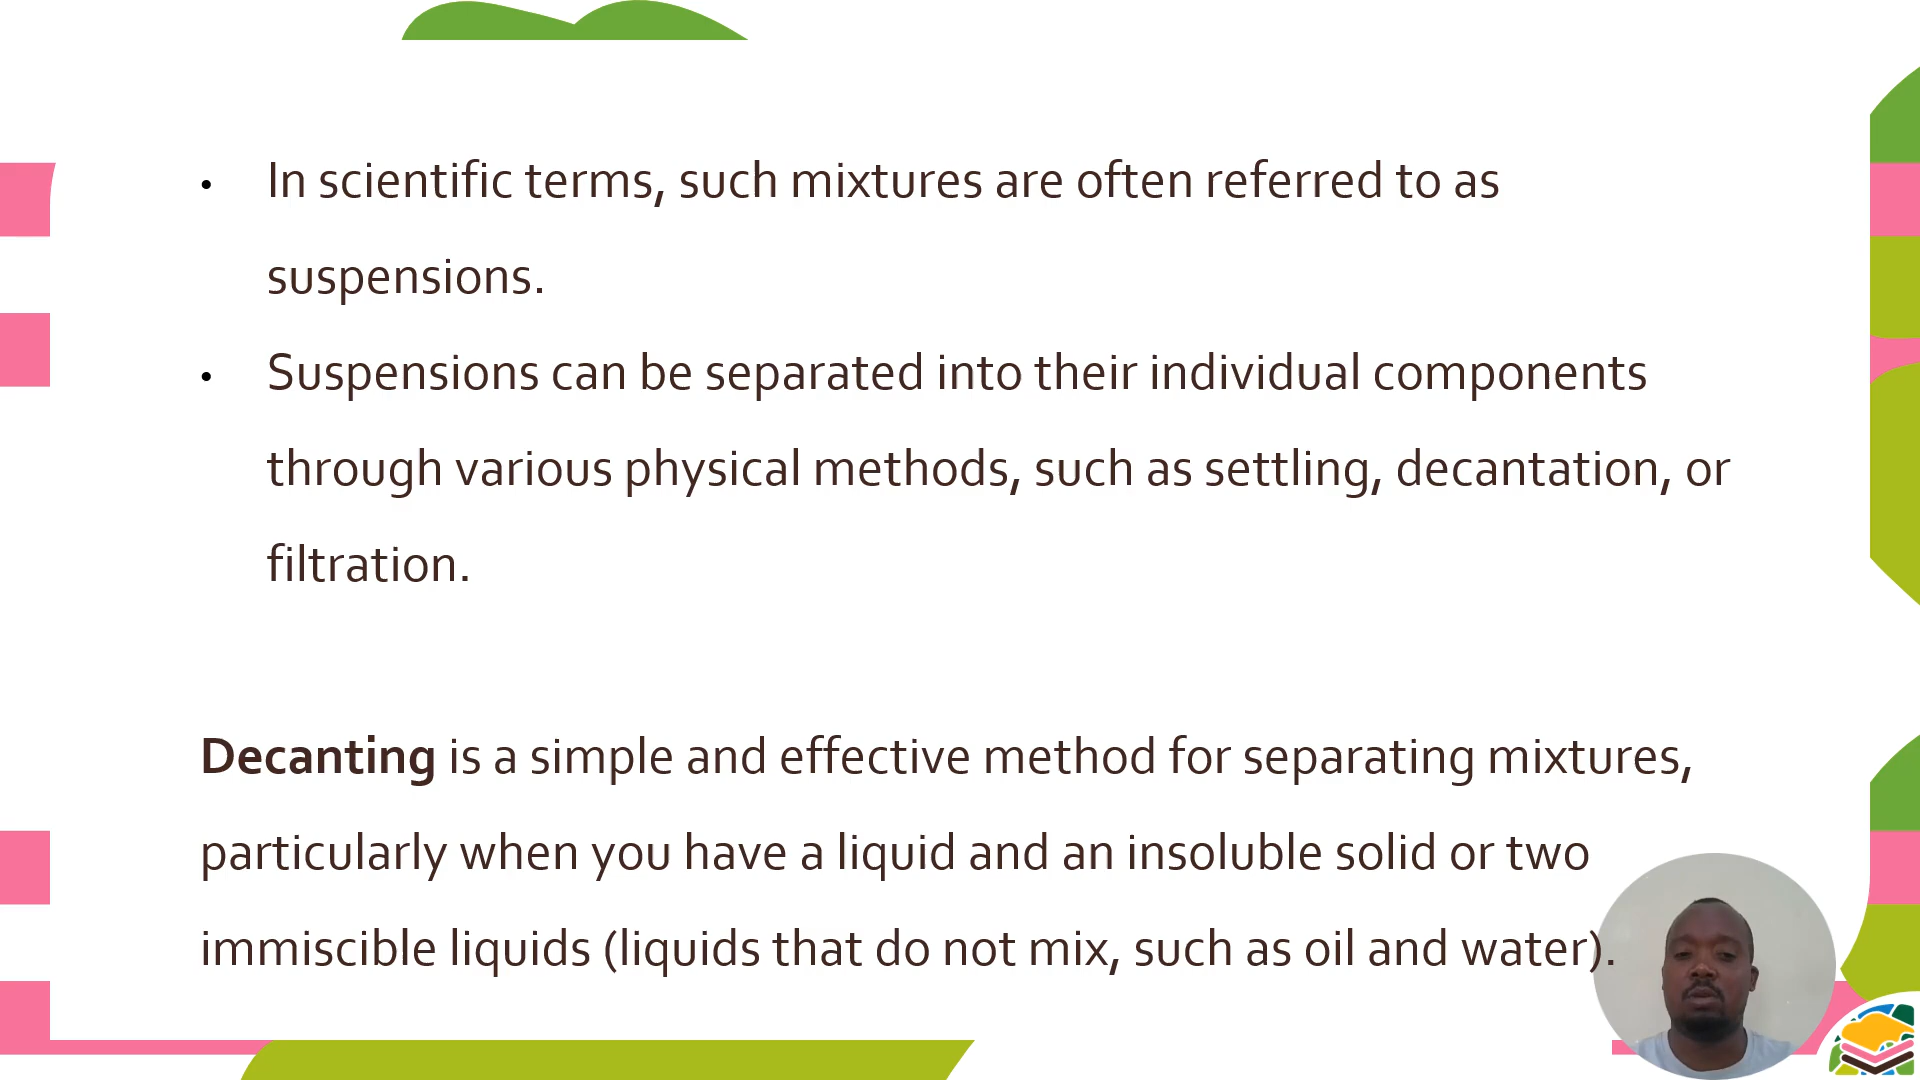 • In scientific terms, such mixtures are often referred to as
suspensions.
• Suspensions can be separated into their individual components
through various physical methods, such as settling, decantation, or
filtration.
Decanting is a simple and effective method for separating mixtures,
particularly when you have a liquid and an insoluble solid or two
immiscible liquids (liquids that do not mix, such as oil and water).